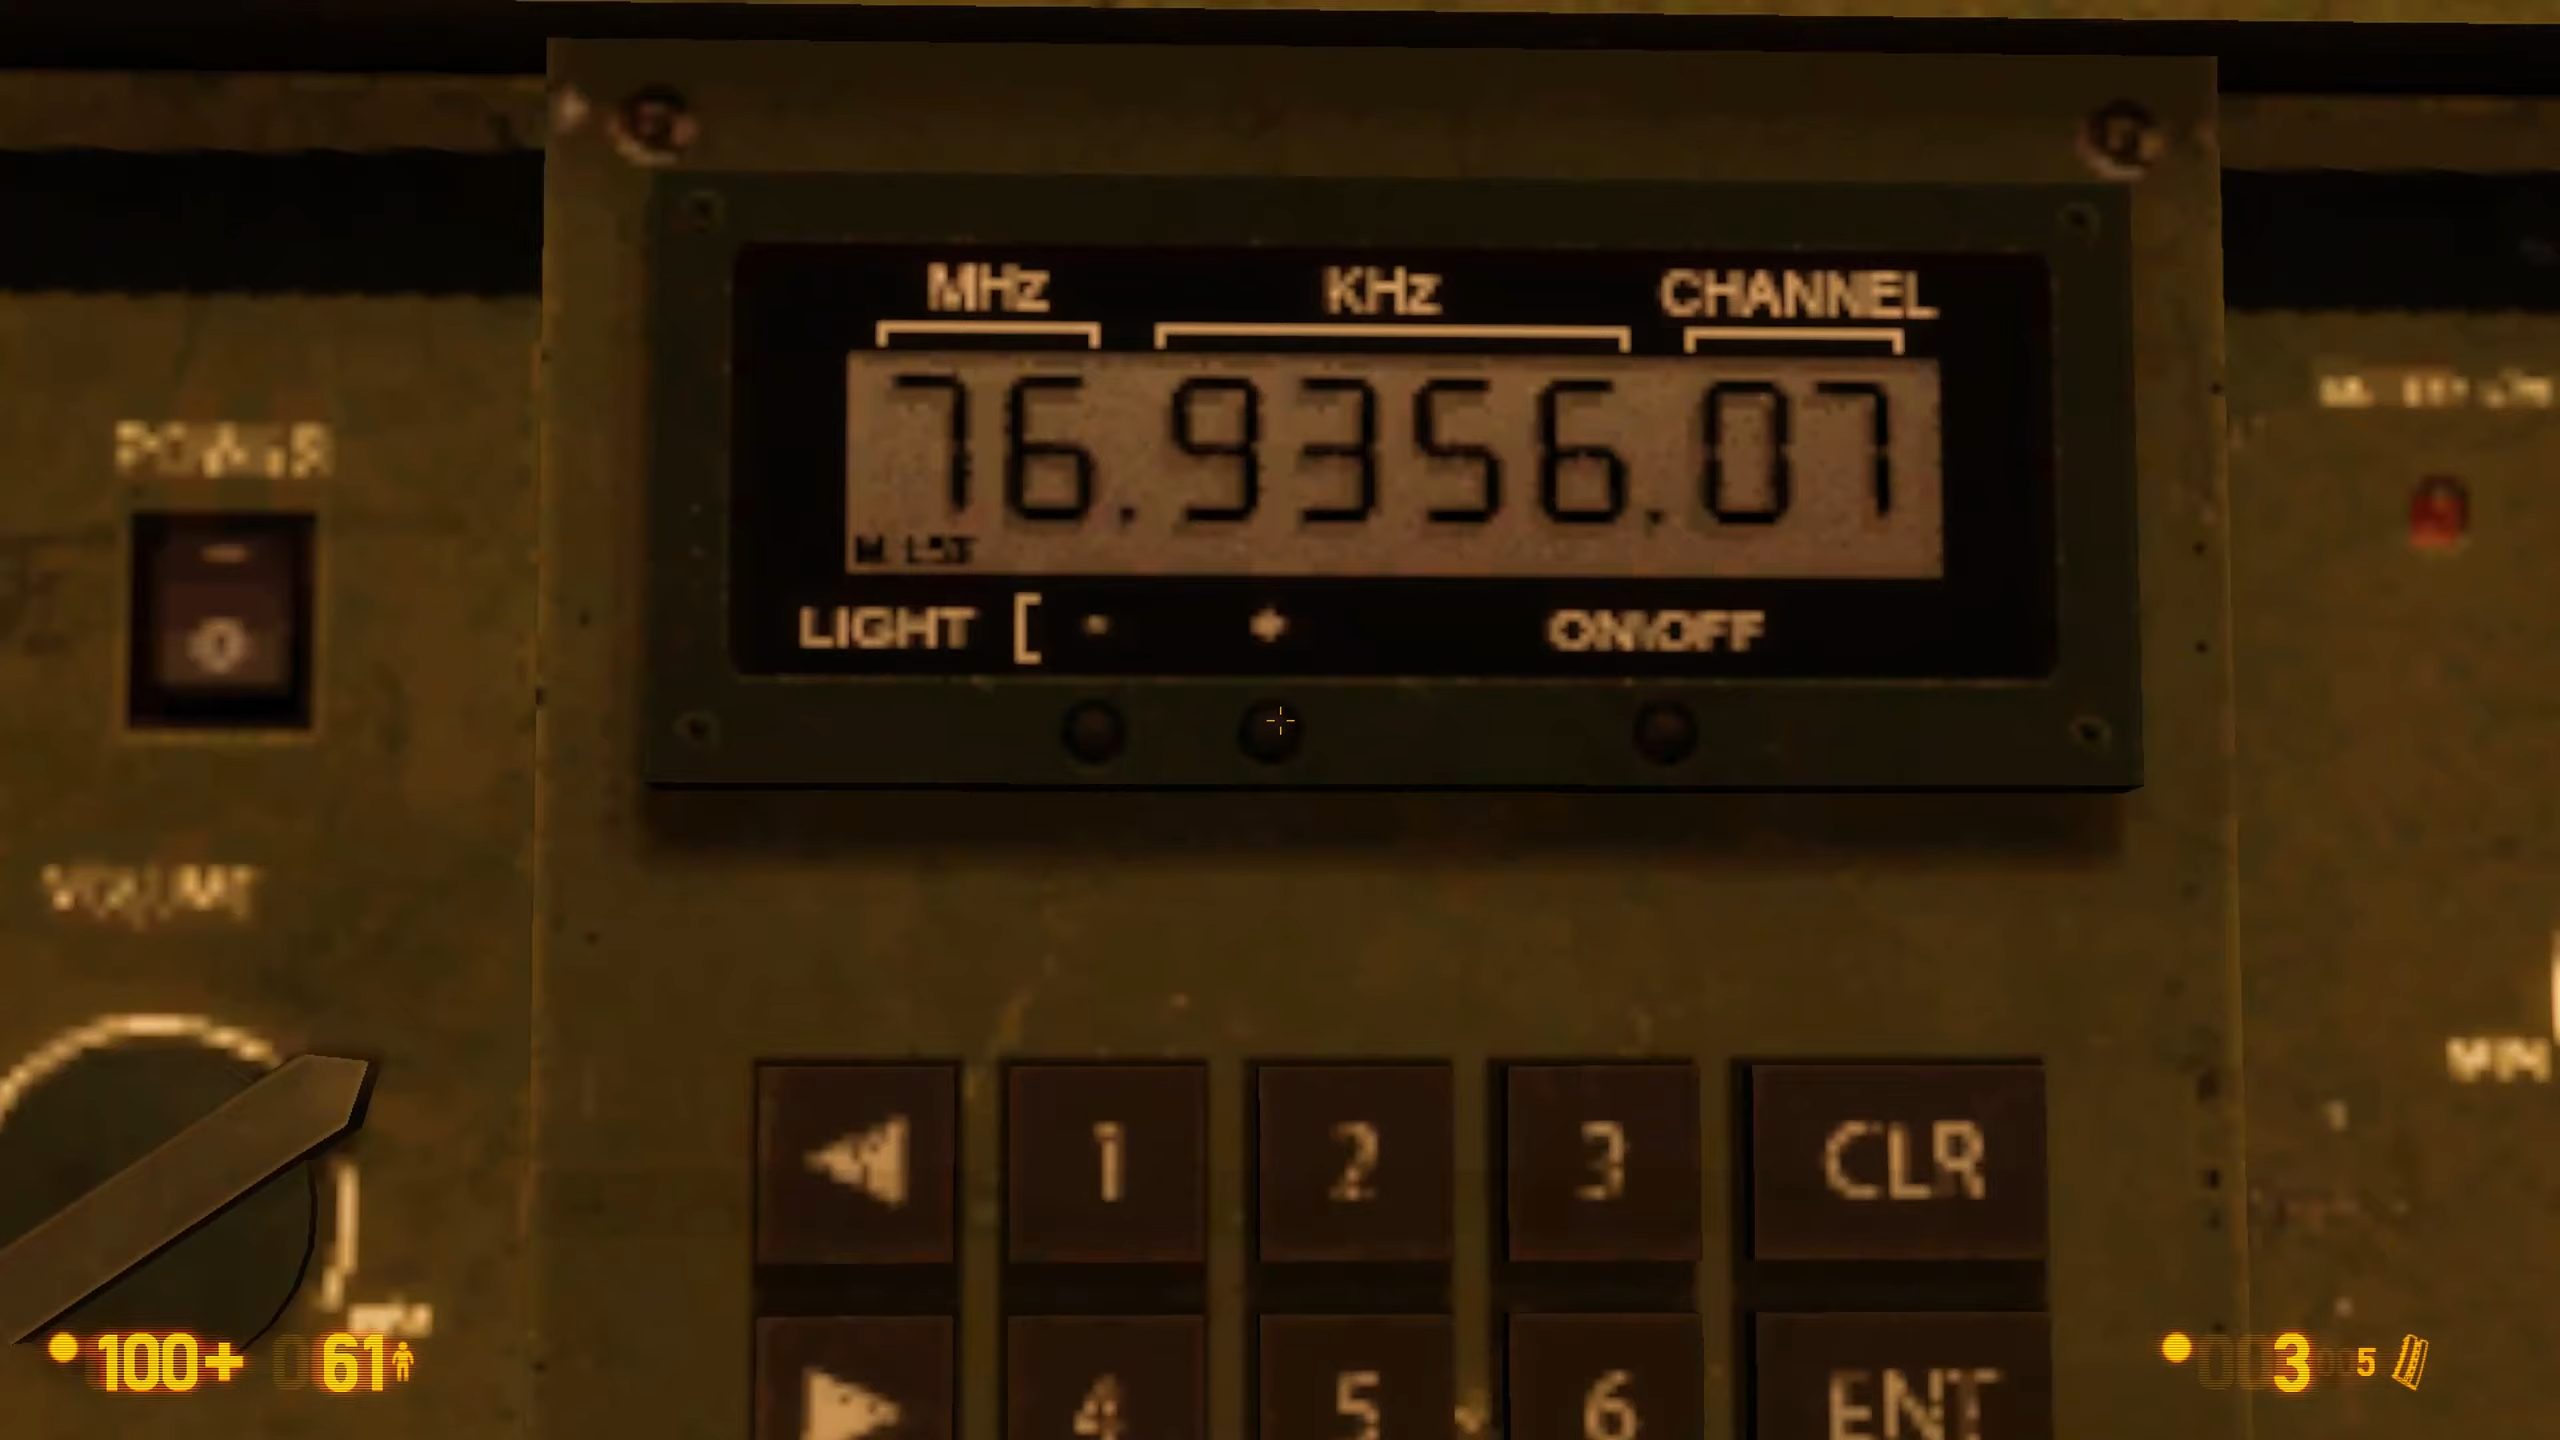 MHz KHz CHANNEL
76.9356.07
POWER
LIGHT [ - + ON/OFF
VOLUME
1 2 3 CLR
4 5 6 ENT
MIN
100+ 61
3 5